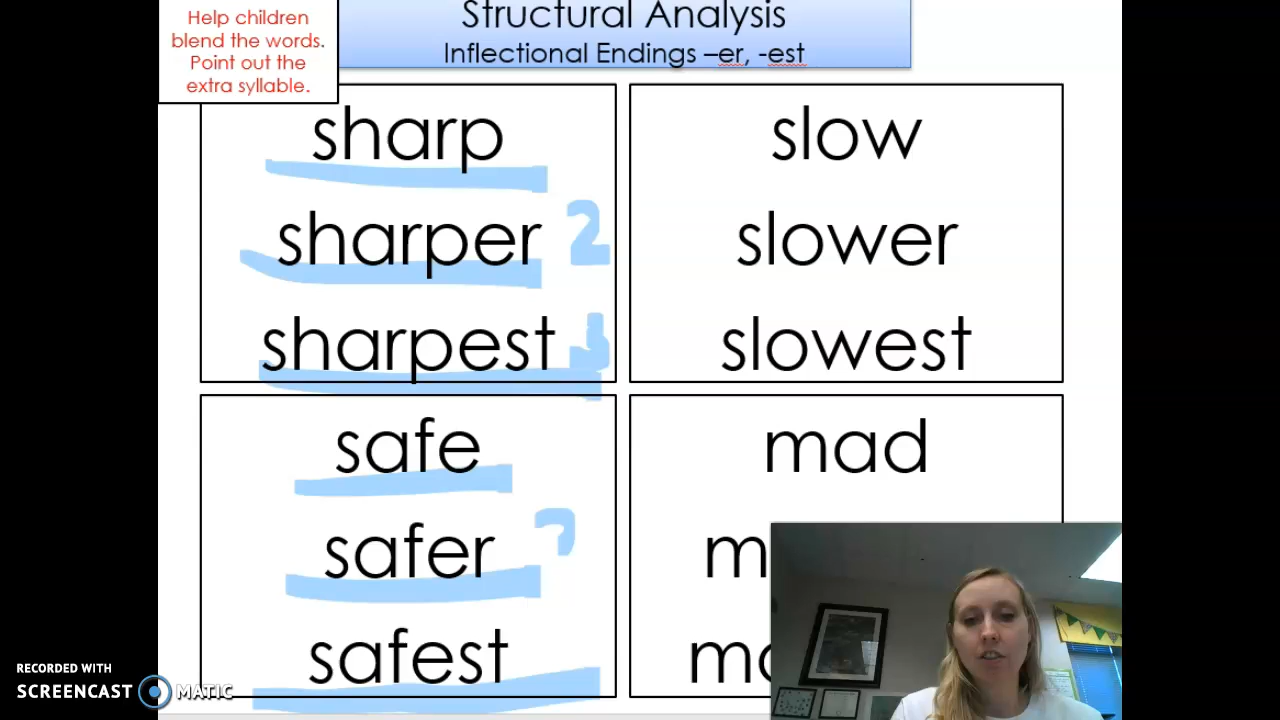 Help children
blend the words.
Point out the
extra syllable.
Structural Analysis
Inflectional Endings –er, -est
sharp
sharper 2
sharpest
slow
slower
slowest
safe
safer
safest
mad
RECORDED WITH
SCREENCAST MATIC